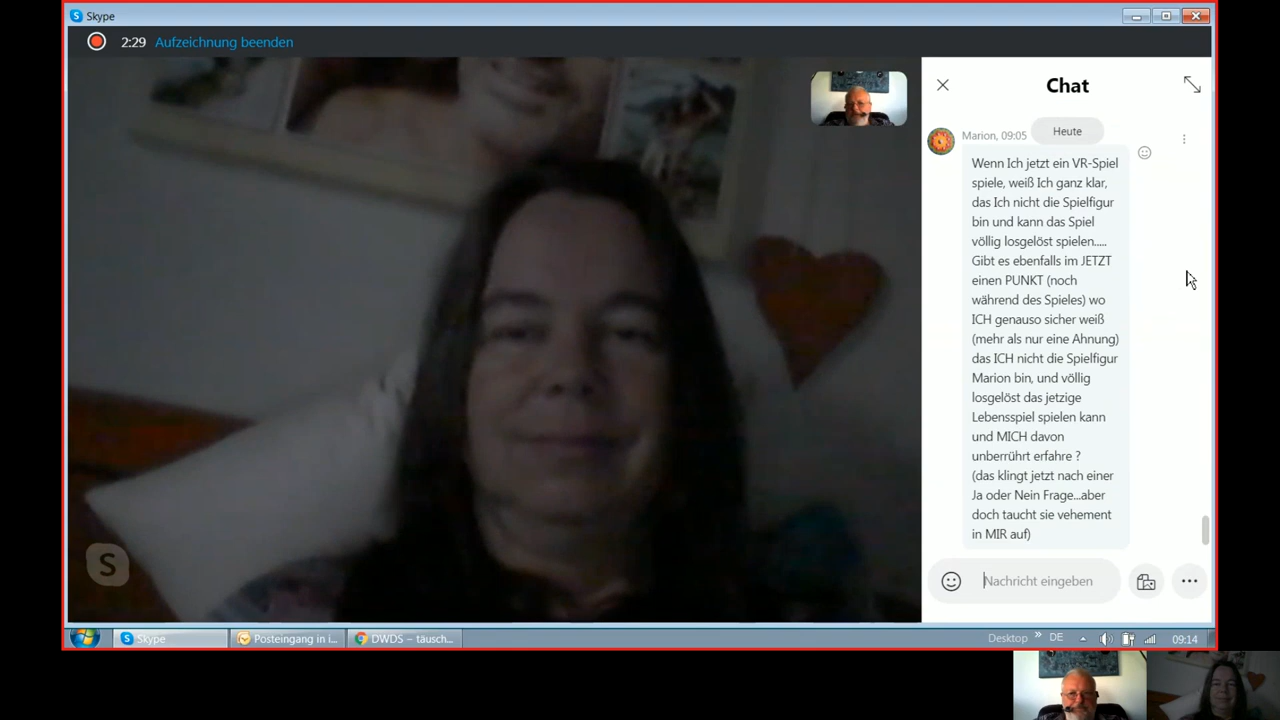 Skype
2:29 Aufzeichnung beenden
Chat
Heute
Marion, 09:05
Wenn Ich jetzt ein VR-Spiel
spiele, weiß Ich ganz klar,
das Ich nicht die Spielfigur
bin und kann das Spiel
völlig losgelöst spielen.....
Gibt es ebenfalls im JETZT
einen PUNKT (noch
während des Spieles) wo
ICH genauso sicher weiß
(mehr als nur eine Ahnung)
das ICH nicht die Spielfigur
Marion bin, und völlig
losgelöst das jetzige
Lebensspiel spielen kann
und MICH davon
unberrührt erfahre ?
(das klingt jetzt nach einer
Ja oder Nein Frage...aber
doch taucht sie vehement
in MIR auf)
Nachricht eingeben
S
Skype
Posteingang in i...
DWDS – täusch...
Desktop » DE
09:14